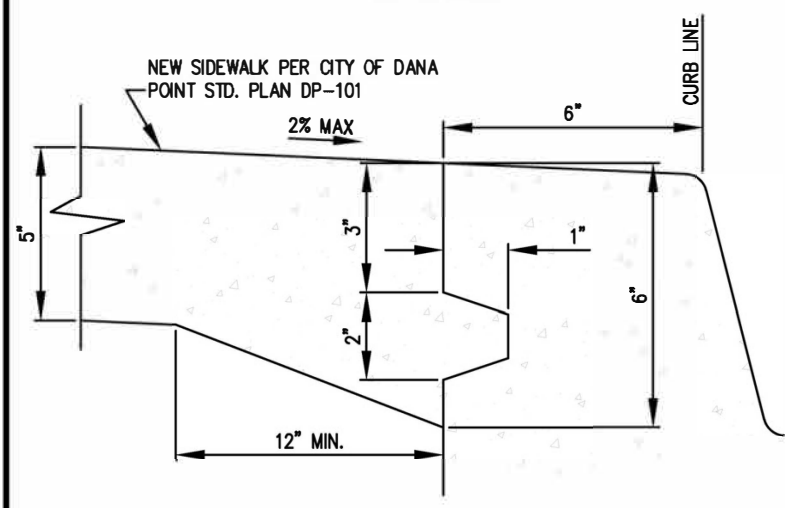 NEW SIDEWALK PER CITY OF DANA
POINT STD. PLAN DP-101
2% MAX
6"
CURB LINE
5"
3"
1"
2"
6"
12" MIN.